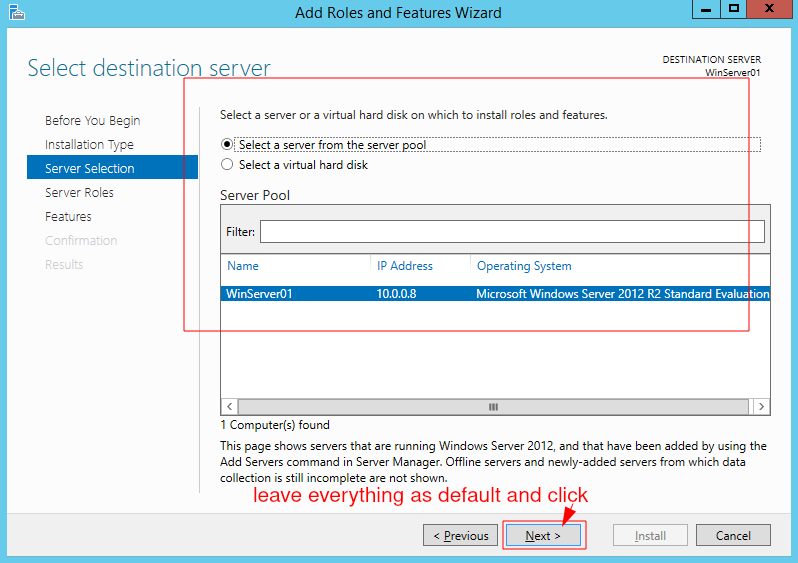 Add Roles and Features Wizard
Select destination server
DESTINATION SERVER
WinServer01
Before You Begin
Installation Type
Server Selection
Server Roles
Features
Confirmation
Results
Select a server or a virtual hard disk on which to install roles and features.
Select a server from the server pool
Select a virtual hard disk
Server Pool
Filter:
Name IP Address Operating System
WinServer01 10.0.0.8 Microsoft Windows Server 2012 R2 Standard Evaluation
1 Computer(s) found
This page shows servers that are running Windows Server 2012, and that have been added by using the
Add Servers command in Server Manager. Offline servers and newly-added servers from which data
collection is still incomplete are not shown.
leave everything as default and click
< Previous Next > Install Cancel